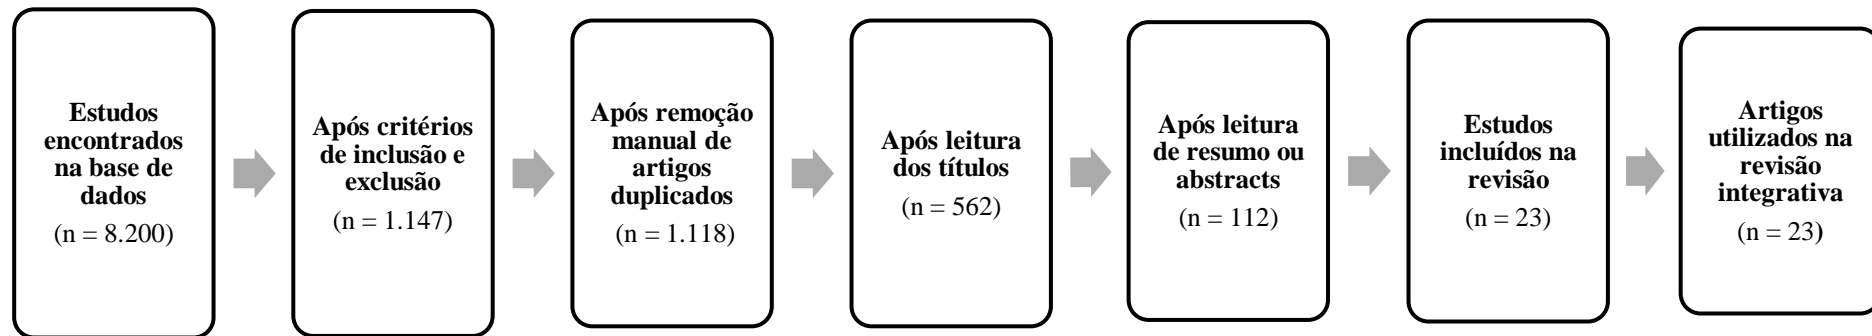 Estudos
encontrados
na base de
dados
(n = 8.200)
Após critérios
de inclusão e
exclusão
(n = 1.147)
Após remoção
manual de
artigos
duplicados
(n = 1.118)
Após leitura
dos títulos
(n = 562)
Após leitura
de resumo ou
abstracts
(n = 112)
Estudos
incluídos na
revisão
(n = 23)
Artigos
utilizados na
revisão
integrativa
(n = 23)